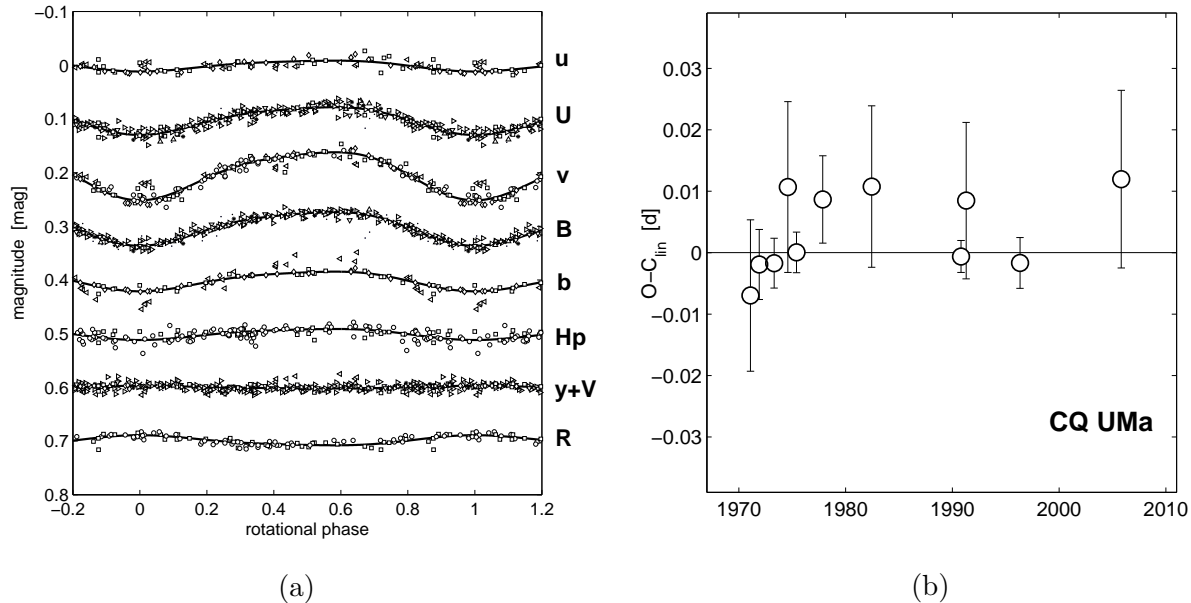 −0.1
0
0.1
0.2
0.3
0.4
0.5
0.6
0.7
0.8
magnitude [mag]
−0.2 0 0.2 0.4 0.6 0.8 1 1.2
rotational phase
u
U
v
B
b
Hp
y+V
R
(a)
0.03
0.02
0.01
0
−0.01
−0.02
−0.03
O−C_lin [d]
CQ UMa
1970 1980 1990 2000 2010
(b)